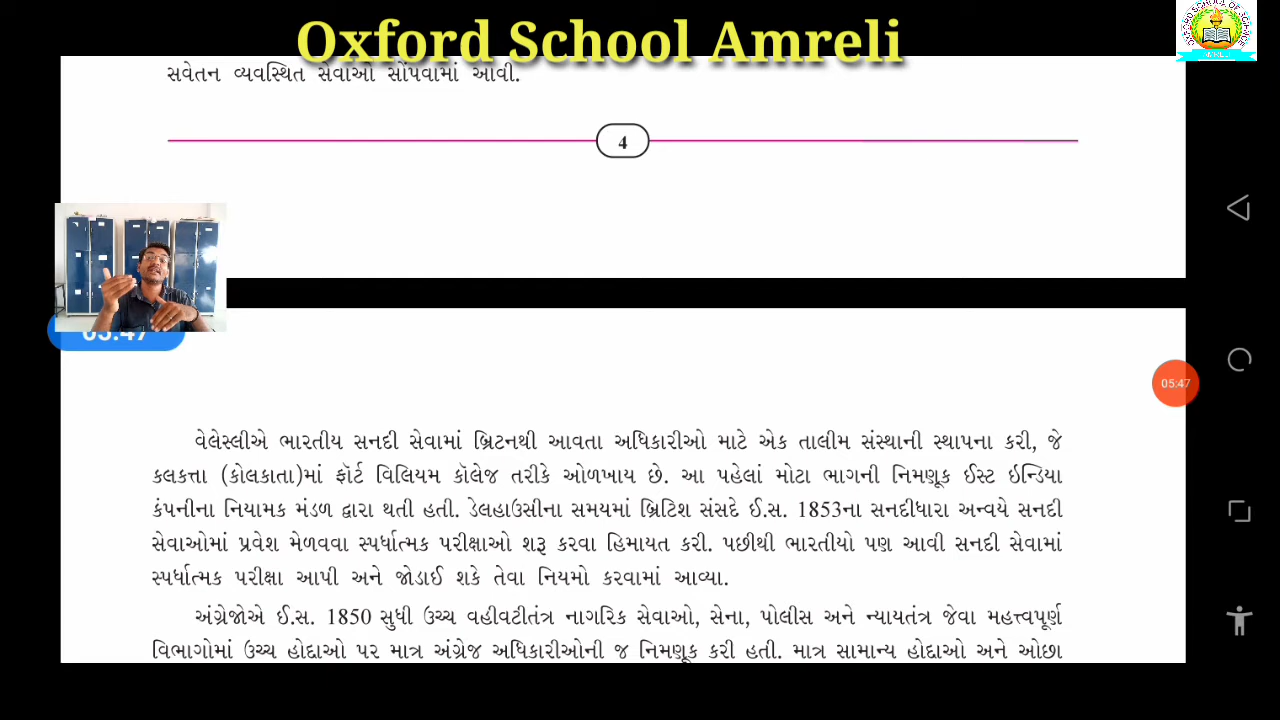 Oxford School Amreli
સવેતન વ્યવસ્થિત સેવાઓ સોંપવામાં આવી.
4
05:47
05:47
વેલેસ્લીએ ભારતીય સનદી સેવામાં બ્રિટનથી આવતા અધિકારીઓ માટે એક તાલીમ સંસ્થાની સ્થાપના કરી, જે
કલકત્તા (કોલકાતા)માં ફૉર્ટ વિલિયમ કૉલેજ તરીકે ઓળખાય છે. આ પહેલાં મોટા ભાગની નિમણૂક ઈસ્ટ ઇન્ડિયા
કંપનીના નિયામક મંડળ દ્વારા થતી હતી. ડેલહાઉસીના સમયમાં બ્રિટિશ સંસદે ઈ.સ. 1853ના સનદીધારા અન્વયે સનદી
સેવાઓમાં પ્રવેશ મેળવવા સ્પર્ધાત્મક પરીક્ષાઓ શરૂ કરવા હિમાયત કરી. પછીથી ભારતીયો પણ આવી સનદી સેવામાં
સ્પર્ધાત્મક પરીક્ષા આપી અને જોડાઈ શકે તેવા નિયમો કરવામાં આવ્યા.
અંગ્રેજોએ ઈ.સ. 1850 સુધી ઉચ્ચ વહીવટીતંત્ર નાગરિક સેવાઓ, સેના, પોલીસ અને ન્યાયતંત્ર જેવા મહત્ત્વપૂર્ણ
વિભાગોમાં ઉચ્ચ હોદ્દાઓ પર માત્ર અંગ્રેજ અધિકારીઓની જ નિમણૂક કરી હતી. માત્ર સામાન્ય હોદ્દાઓ અને ઓછા